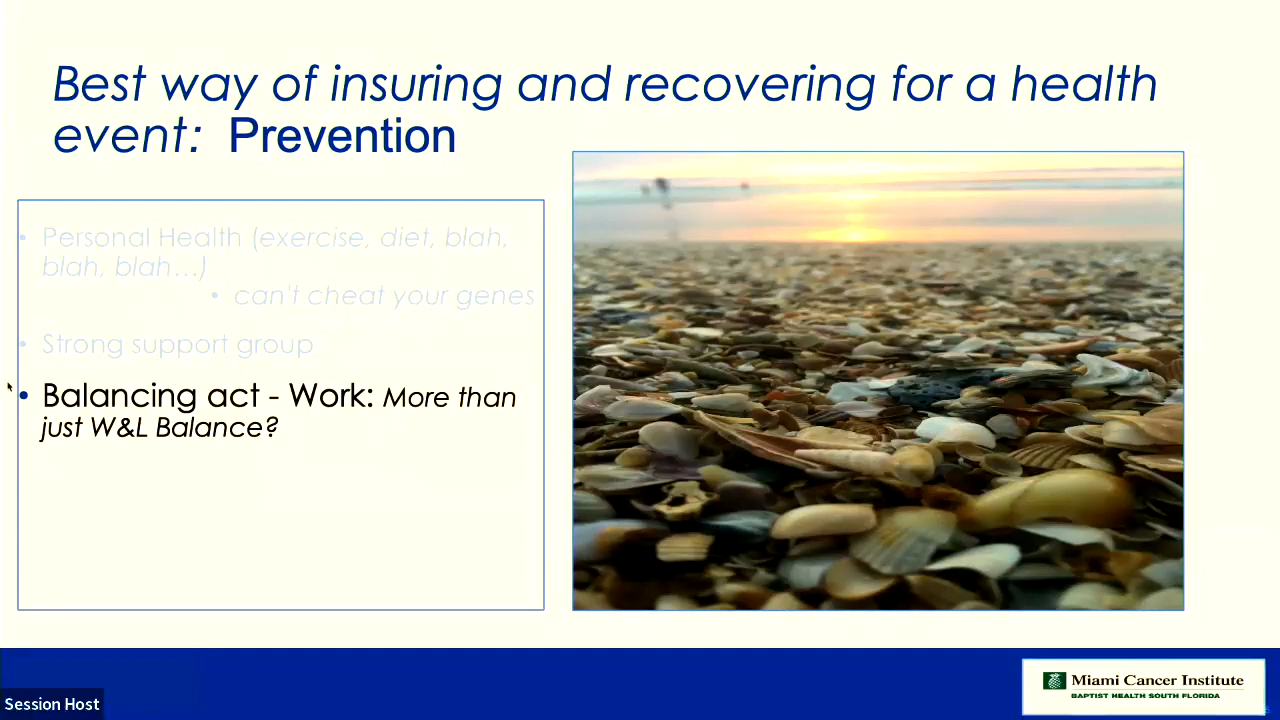 Best way of insuring and recovering for a health
event: Prevention
• Personal Health (exercise, diet, blah,
blah, blah...)
• can't cheat your genes
• Strong support group
• Balancing act - Work: More than
just W&L Balance?
Miami Cancer Institute
BAPTIST HEALTH SOUTH FLORIDA
Session Host